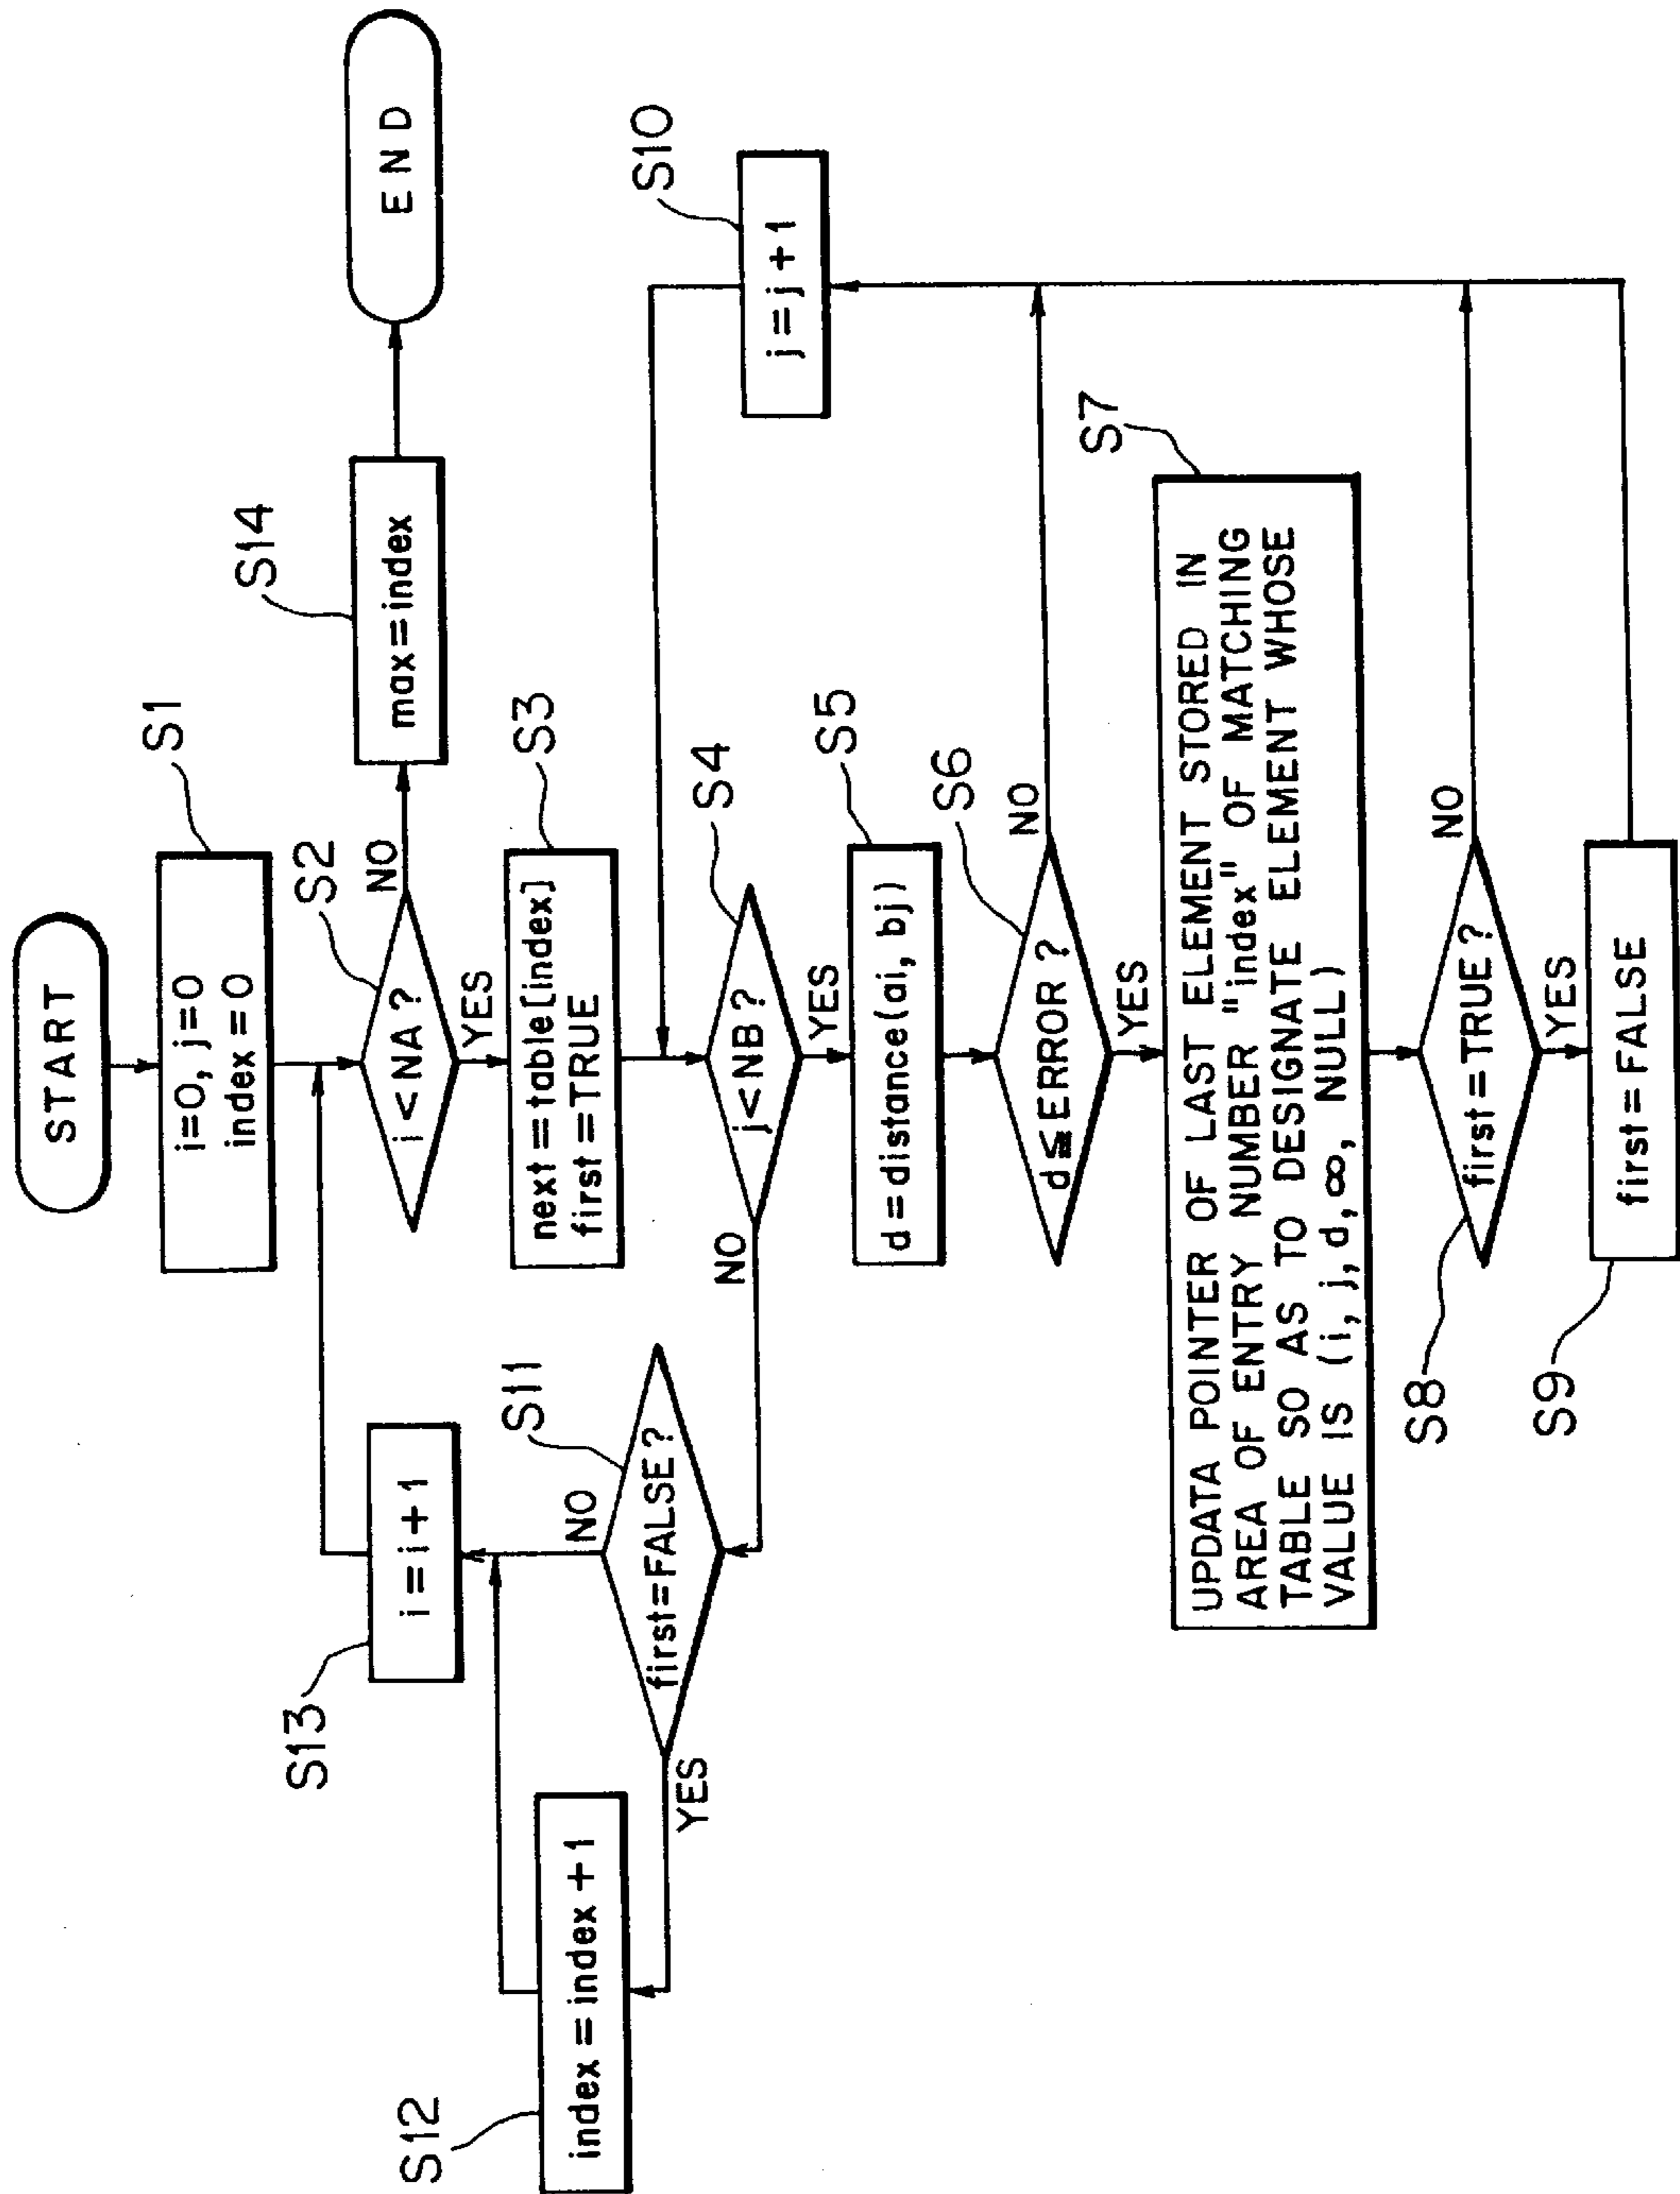 START
S1
i=0, j=0
index=0
S2
i<NA?
NO
YES
S14
max=index
END
S3
next=table[index]
first=TRUE
S4
j<NB?
NO
YES
S5
d=distance(ai, bj)
S6
d≦ERROR?
NO
YES
S7
UPDATA POINTER OF LAST ELEMENT STORED IN
AREA OF ENTRY NUMBER "index" OF MATCHING
TABLE SO AS TO DESIGNATE ELEMENT WHOSE
VALUE IS (i, j, d, ∞, NULL)
S8
first=TRUE?
NO
YES
S9
first=FALSE
S10
j=j+1
S11
first=FALSE?
NO
YES
S12
index=index+1
S13
i=i+1